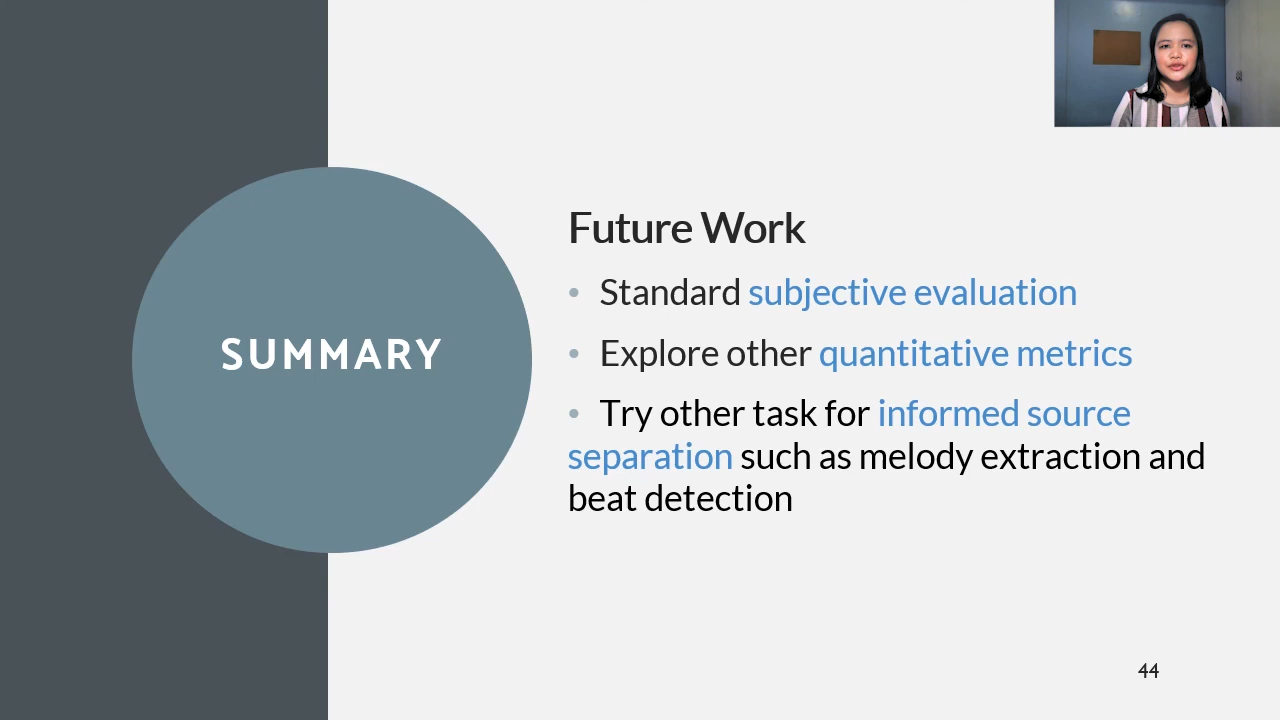 SUMMARY
Future Work
• Standard subjective evaluation
• Explore other quantitative metrics
• Try other task for informed source
separation such as melody extraction and
beat detection
44